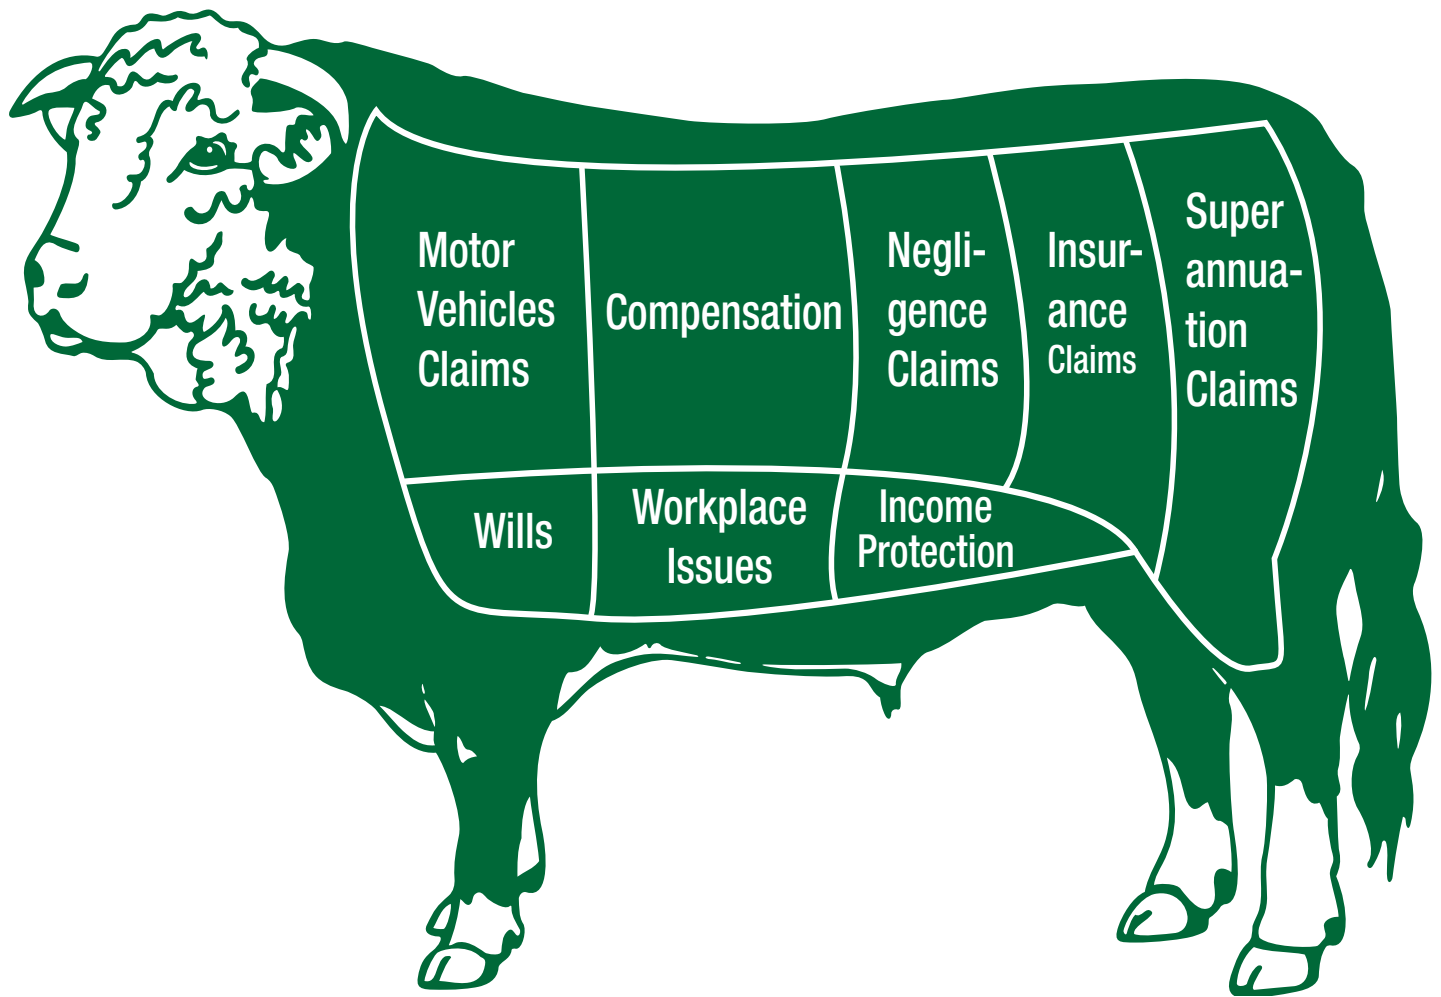 Motor
Vehicles
Claims
Compensation
Negli-
gence
Claims
Insur-
ance
Claims
Super
annua-
tion
Claims
Wills
Workplace
Issues
Income
Protection